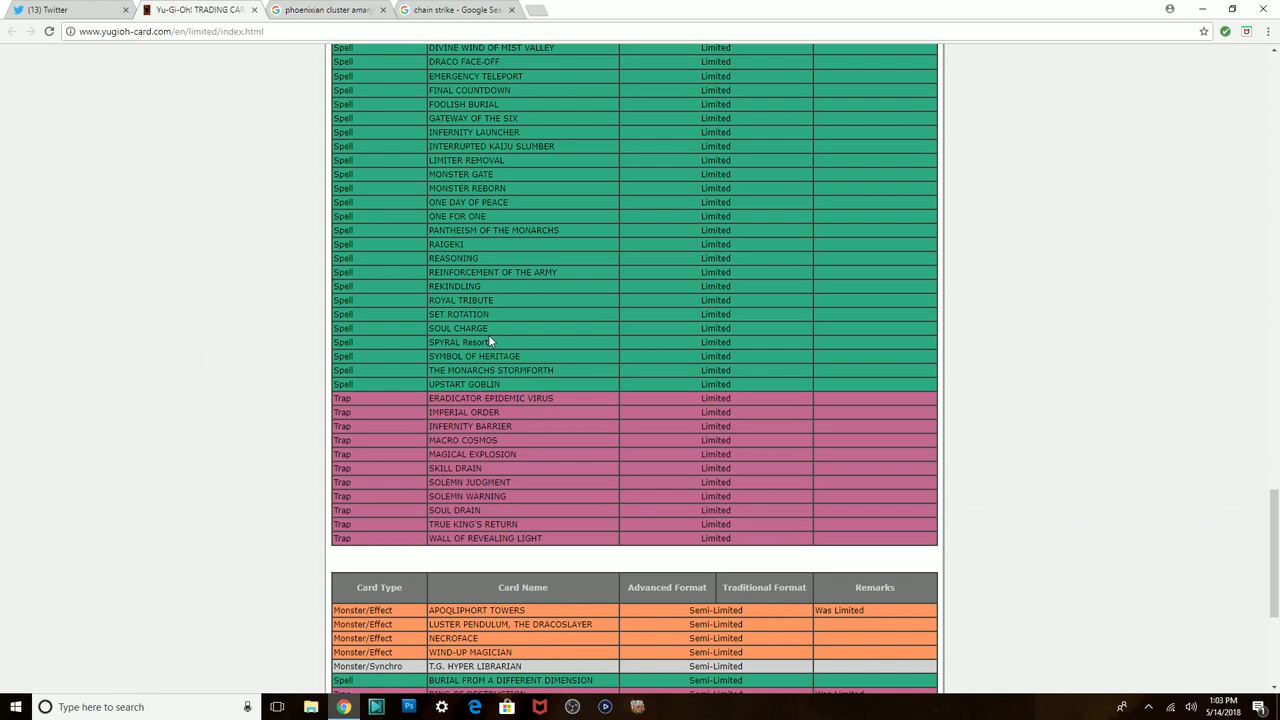 (13) Twitter
Yu-Gi-Oh! TRADING CAR
phoenixian cluster amaryl
chain strike - Google Sea
www.yugioh-card.com/en/limited/index.html
Spell DIVINE WIND OF MIST VALLEY Limited
Spell DRACO FACE-OFF Limited
Spell EMERGENCY TELEPORT Limited
Spell FINAL COUNTDOWN Limited
Spell FOOLISH BURIAL Limited
Spell GATEWAY OF THE SIX Limited
Spell INFERNITY LAUNCHER Limited
Spell INTERRUPTED KAIJU SLUMBER Limited
Spell LIMITER REMOVAL Limited
Spell MONSTER GATE Limited
Spell MONSTER REBORN Limited
Spell ONE DAY OF PEACE Limited
Spell ONE FOR ONE Limited
Spell PANTHEISM OF THE MONARCHS Limited
Spell RAIGEKI Limited
Spell REASONING Limited
Spell REINFORCEMENT OF THE ARMY Limited
Spell REKINDLING Limited
Spell ROYAL TRIBUTE Limited
Spell SET ROTATION Limited
Spell SOUL CHARGE Limited
Spell SPYRAL Resort Limited
Spell SYMBOL OF HERITAGE Limited
Spell THE MONARCHS STORMFORTH Limited
Spell UPSTART GOBLIN Limited
Trap ERADICATOR EPIDEMIC VIRUS Limited
Trap IMPERIAL ORDER Limited
Trap INFERNITY BARRIER Limited
Trap MACRO COSMOS Limited
Trap MAGICAL EXPLOSION Limited
Trap SKILL DRAIN Limited
Trap SOLEMN JUDGMENT Limited
Trap SOLEMN WARNING Limited
Trap SOUL DRAIN Limited
Trap TRUE KING'S RETURN Limited
Trap WALL OF REVEALING LIGHT Limited
Card Type Card Name Advanced Format Traditional Format Remarks
Monster/Effect APOQLIPHORT TOWERS Semi-Limited Was Limited
Monster/Effect LUSTER PENDULUM, THE DRACOSLAYER Semi-Limited
Monster/Effect NECROFACE Semi-Limited
Monster/Effect WIND-UP MAGICIAN Semi-Limited
Monster/Synchro T.G. HYPER LIBRARIAN Semi-Limited
Spell BURIAL FROM A DIFFERENT DIMENSION Semi-Limited
Trap RING OF DESTRUCTION Semi-Limited Was Limited
Type here to search
1:03 PM
5/14/2018